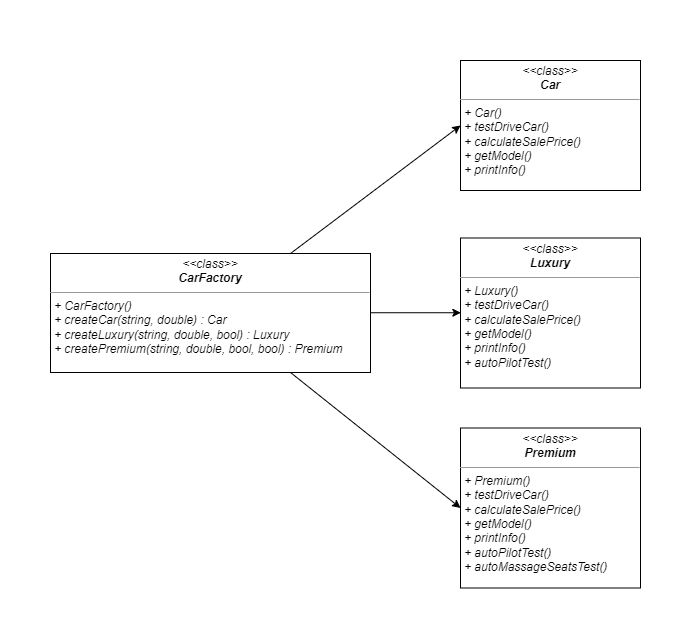 <<class>>
Car
+ Car()
+ testDriveCar()
+ calculateSalePrice()
+ getModel()
+ printInfo()
<<class>>
CarFactory
+ CarFactory()
+ createCar(string, double) : Car
+ createLuxury(string, double, bool) : Luxury
+ createPremium(string, double, bool, bool) : Premium
<<class>>
Luxury
+ Luxury()
+ testDriveCar()
+ calculateSalePrice()
+ getModel()
+ printInfo()
+ autoPilotTest()
<<class>>
Premium
+ Premium()
+ testDriveCar()
+ calculateSalePrice()
+ getModel()
+ printInfo()
+ autoPilotTest()
+ autoMassageSeatsTest()